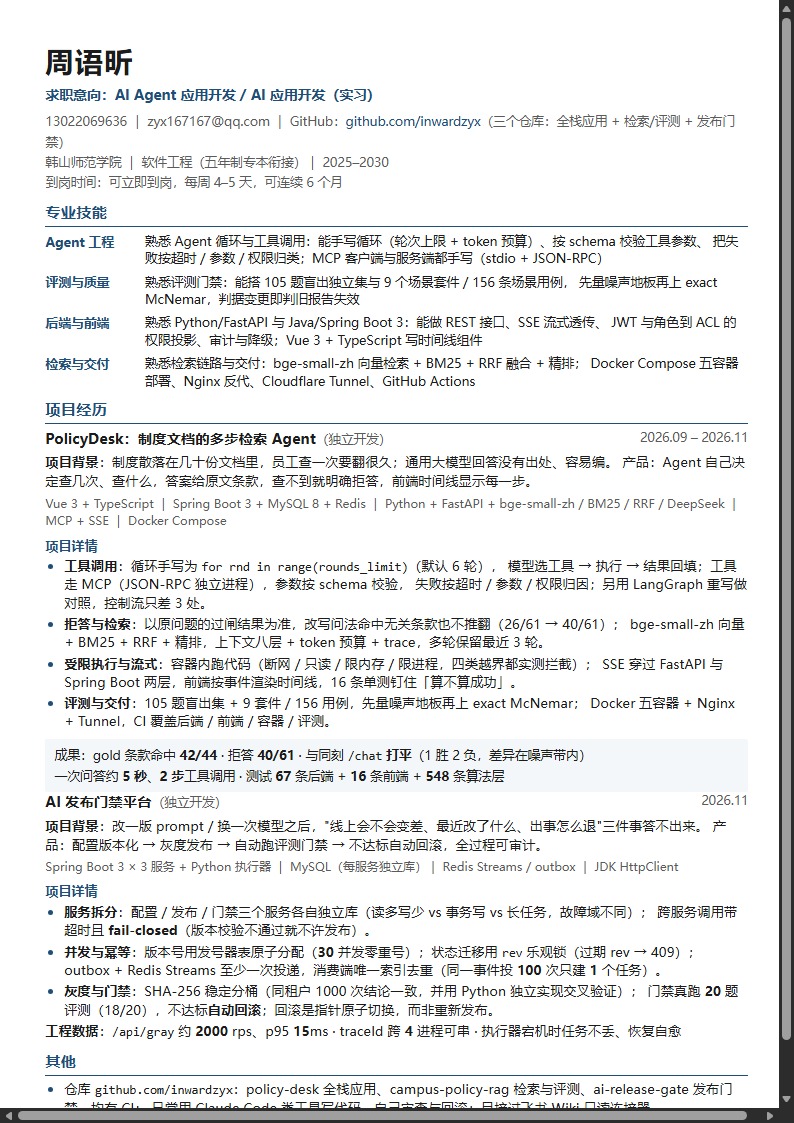 周语昕
求职意向：AI Agent 应用开发 / AI 应用开发（实习）
13022069636 ｜ zyx167167@qq.com ｜ GitHub：github.com/inwardzyx（三个仓库：全栈应用 + 检索/评测 + 发布门
禁）
韩山师范学院 ｜ 软件工程（五年制专本衔接） ｜ 2025–2030
到岗时间：可立即到岗，每周 4–5 天，可连续 6 个月
专业技能
Agent 工程 熟悉 Agent 循环与工具调用：能手写循环（轮次上限 + token 预算）、按 schema 校验工具参数、 把失
败按超时 / 参数 / 权限归类；MCP 客户端与服务端都手写（stdio + JSON-RPC）
评测与质量 熟悉评测门禁：能搭 105 题盲出独立集与 9 个场景套件 / 156 条场景用例， 先量噪声地板再上 exact
McNemar，判据变更即判旧报告失效
后端与前端 熟悉 Python/FastAPI 与 Java/Spring Boot 3：能做 REST 接口、SSE 流式透传、 JWT 与角色到 ACL 的
权限投影、审计与降级；Vue 3 + TypeScript 写时间线组件
检索与交付 熟悉检索链路与交付：bge-small-zh 向量检索 + BM25 + RRF 融合 + 精排； Docker Compose 五容器
部署、Nginx 反代、Cloudflare Tunnel、GitHub Actions
项目经历
PolicyDesk：制度文档的多步检索 Agent（独立开发） 2026.09 – 2026.11
项目背景：制度散落在几十份文档里，员工查一次要翻很久；通用大模型回答没有出处、容易编。 产品：Agent 自己决
定查几次、查什么，答案给原文条款，查不到就明确拒答，前端时间线显示每一步。
Vue 3 + TypeScript ｜ Spring Boot 3 + MySQL 8 + Redis ｜ Python + FastAPI + bge-small-zh / BM25 / RRF / DeepSeek ｜
MCP + SSE ｜ Docker Compose
项目详情
• 工具调用：循环手写为 for rnd in range(rounds_limit)（默认 6 轮）， 模型选工具 → 执行 → 结果回填；工具
走 MCP（JSON-RPC 独立进程），参数按 schema 校验， 失败按超时 / 参数 / 权限归因；另用 LangGraph 重写做
对照，控制流只差 3 处。
• 拒答与检索：以原问题的过闸结果为准，改写问法命中无关条款也不推翻（26/61 → 40/61）； bge-small-zh 向量
+ BM25 + RRF + 精排，上下文八层 + token 预算 + trace，多轮保留最近 3 轮。
• 受限执行与流式：容器内跑代码（断网 / 只读 / 限内存 / 限进程，四类越界都实测拦截）； SSE 穿过 FastAPI 与
Spring Boot 两层，前端按事件渲染时间线，16 条单测钉住「算不算成功」。
• 评测与交付：105 题盲出集 + 9 套件 / 156 用例，先量噪声地板再上 exact McNemar； Docker 五容器 + Nginx
+ Tunnel，CI 覆盖后端 / 前端 / 容器 / 评测。
成果：gold 条款命中 42/44 · 拒答 40/61 · 与同刻 /chat 打平（1 胜 2 负，差异在噪声带内）
一次问答约 5 秒、2 步工具调用 · 测试 67 条后端 + 16 条前端 + 548 条算法层
AI 发布门禁平台（独立开发） 2026.11
项目背景：改一版 prompt / 换一次模型之后，"线上会不会变差、最近改了什么、出事怎么退"三件事答不出来。 产
品：配置版本化 → 灰度发布 → 自动跑评测门禁 → 不达标自动回滚，全过程可审计。
Spring Boot 3 × 3 服务 + Python 执行器 ｜ MySQL（每服务独立库） ｜ Redis Streams / outbox ｜ JDK HttpClient
项目详情
• 服务拆分：配置 / 发布 / 门禁三个服务各自独立库（读多写少 vs 事务写 vs 长任务，故障域不同）； 跨服务调用带
超时且 fail-closed（版本校验不通过就不许发布）。
• 并发与幂等：版本号用发号器表原子分配（30 并发零重号）；状态迁移用 rev 乐观锁（过期 rev → 409）；
outbox + Redis Streams 至少一次投递，消费端唯一索引去重（同一事件投 100 次只建 1 个任务）。
• 灰度与门禁：SHA-256 稳定分桶（同租户 1000 次结论一致，并用 Python 独立实现交叉验证）； 门禁真跑 20 题
评测（18/20），不达标自动回滚；回滚是指针原子切换，而非重新发布。
工程数据：/api/gray 约 2000 rps、p95 15ms · traceId 跨 4 进程可串 · 执行器宕机时任务不丢、恢复自愈
其他
• 仓库 github.com/inwardzyx：policy-desk 全栈应用、campus-policy-rag 检索与评测、ai-release-gate 发布门